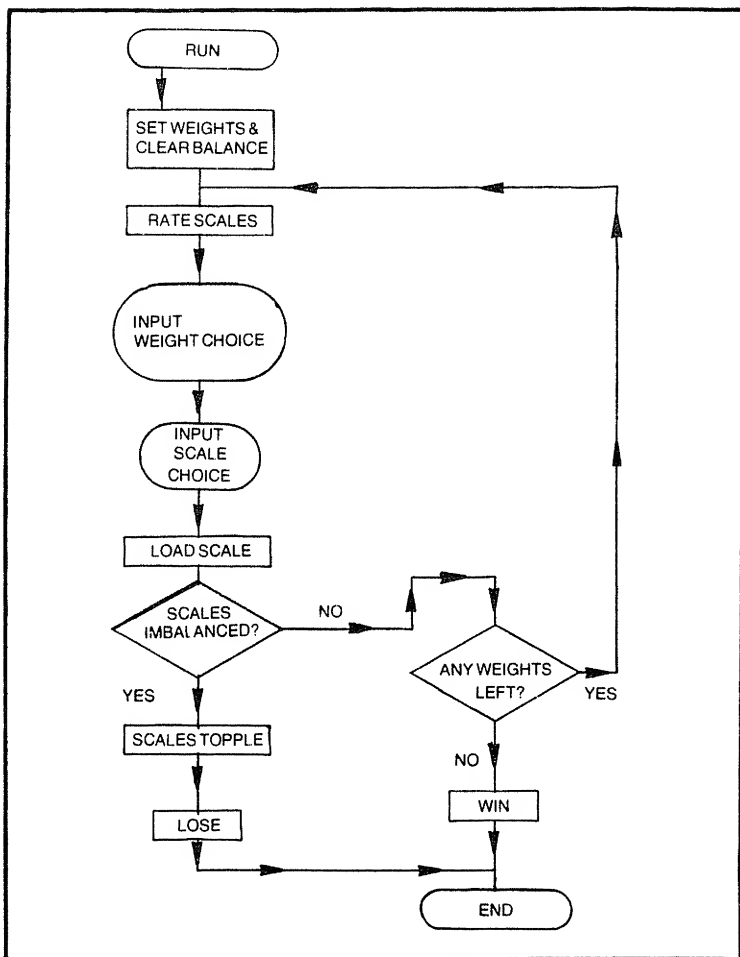 RUN
SET WEIGHTS &
CLEAR BALANCE
RATE SCALES
INPUT
WEIGHT CHOICE
INPUT
SCALE
CHOICE
LOAD SCALE
SCALES
IMBALANCED?
NO
ANY WEIGHTS
LEFT?
YES
YES
SCALES TOPPLE
NO
WIN
LOSE
END